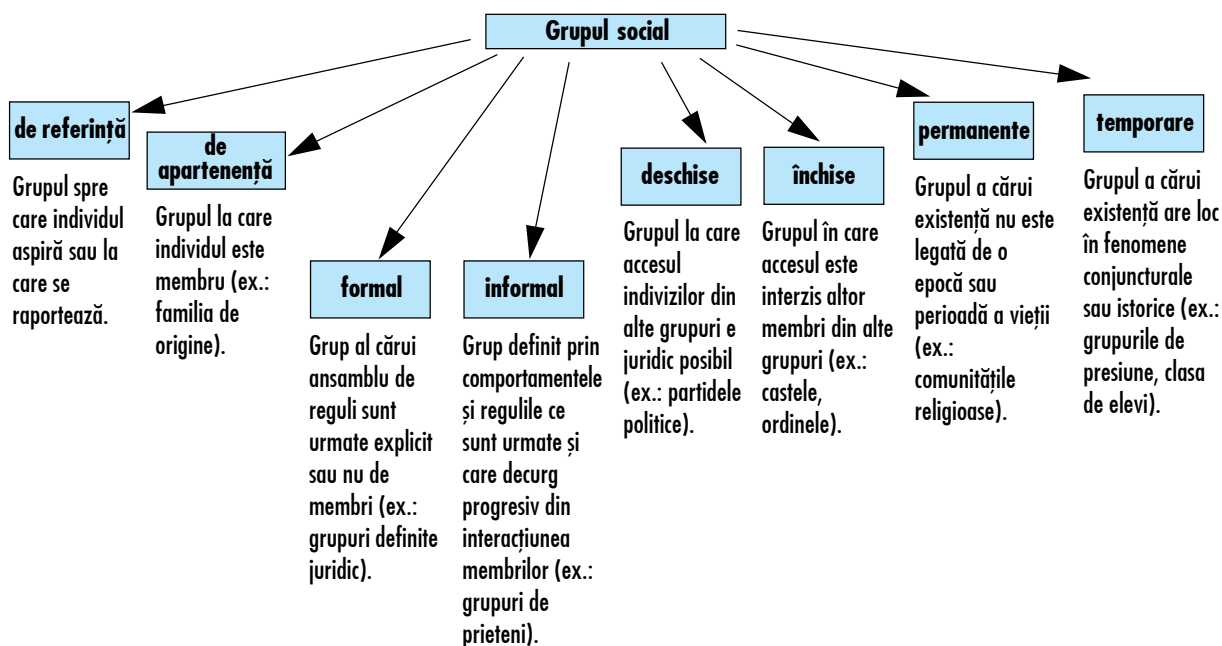 Grupul social
de referință
Grupul spre
care individul
aspiră sau la
care se
raportează.
de
apartenență
Grupul la care
individul este
membru (ex.:
familia de
origine).
formal
Grup al cărui
ansamblu de
reguli sunt
urmate explicit
sau nu de
membri (ex.:
grupuri definite
juridic).
informal
Grup definit prin
comportamentele
și regulile ce
sunt urmate și
care decurg
progresiv din
interacțiunea
membrilor (ex.:
grupuri de
prieteni).
deschise
Grupul la care
accesul
indivizilor din
alte grupuri e
juridic posibil
(ex.: partidele
politice).
închise
Grupul în care
accesul este
interzis altor
membri din alte
grupuri (ex.:
castele,
ordinele).
permanente
Grupul a cărui
existență nu este
legată de o
epocă sau
perioadă a vieții
(ex.:
comunitățile
religioase).
temporare
Grupul a cărui
existență are loc
în fenomene
conjuncturale
sau istorice (ex.:
grupurile de
presiune, clasa
de elevi).